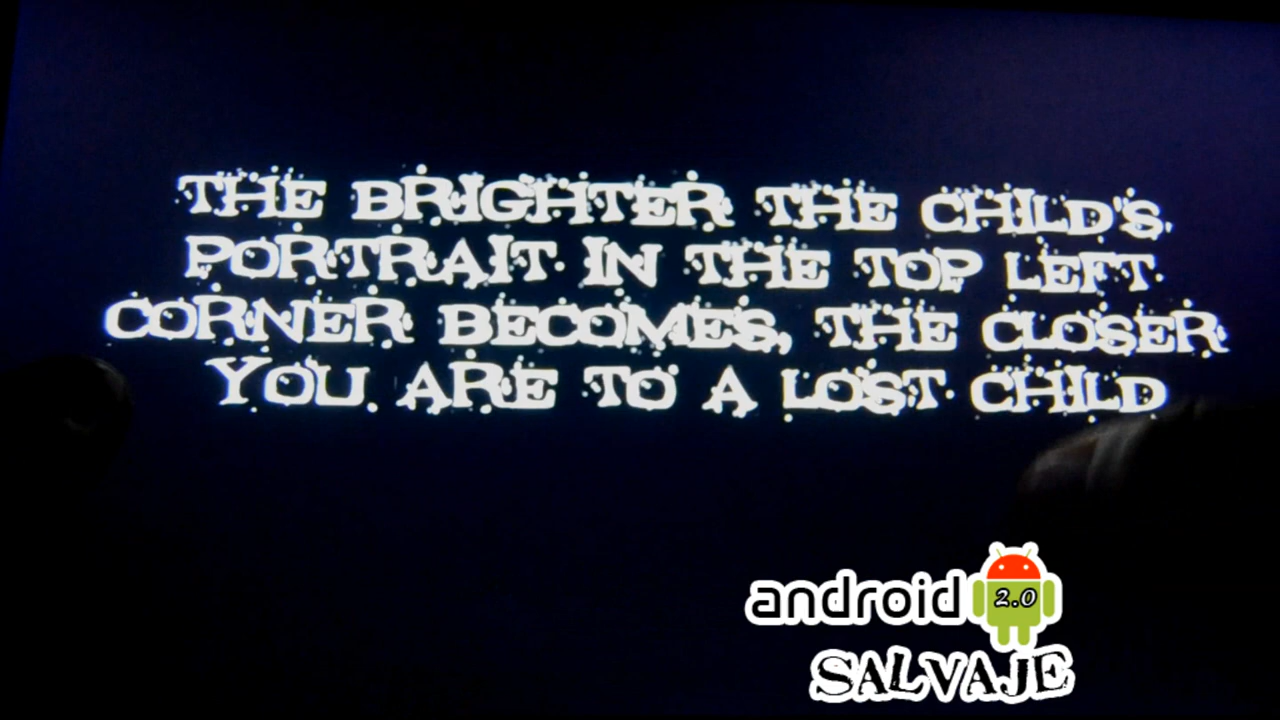 THE BRIGHTER THE CHILD'S
PORTRAIT IN THE TOP LEFT
CORNER BECOMES, THE CLOSER
YOU ARE TO A LOST CHILD
android 2.0
SALVAJE